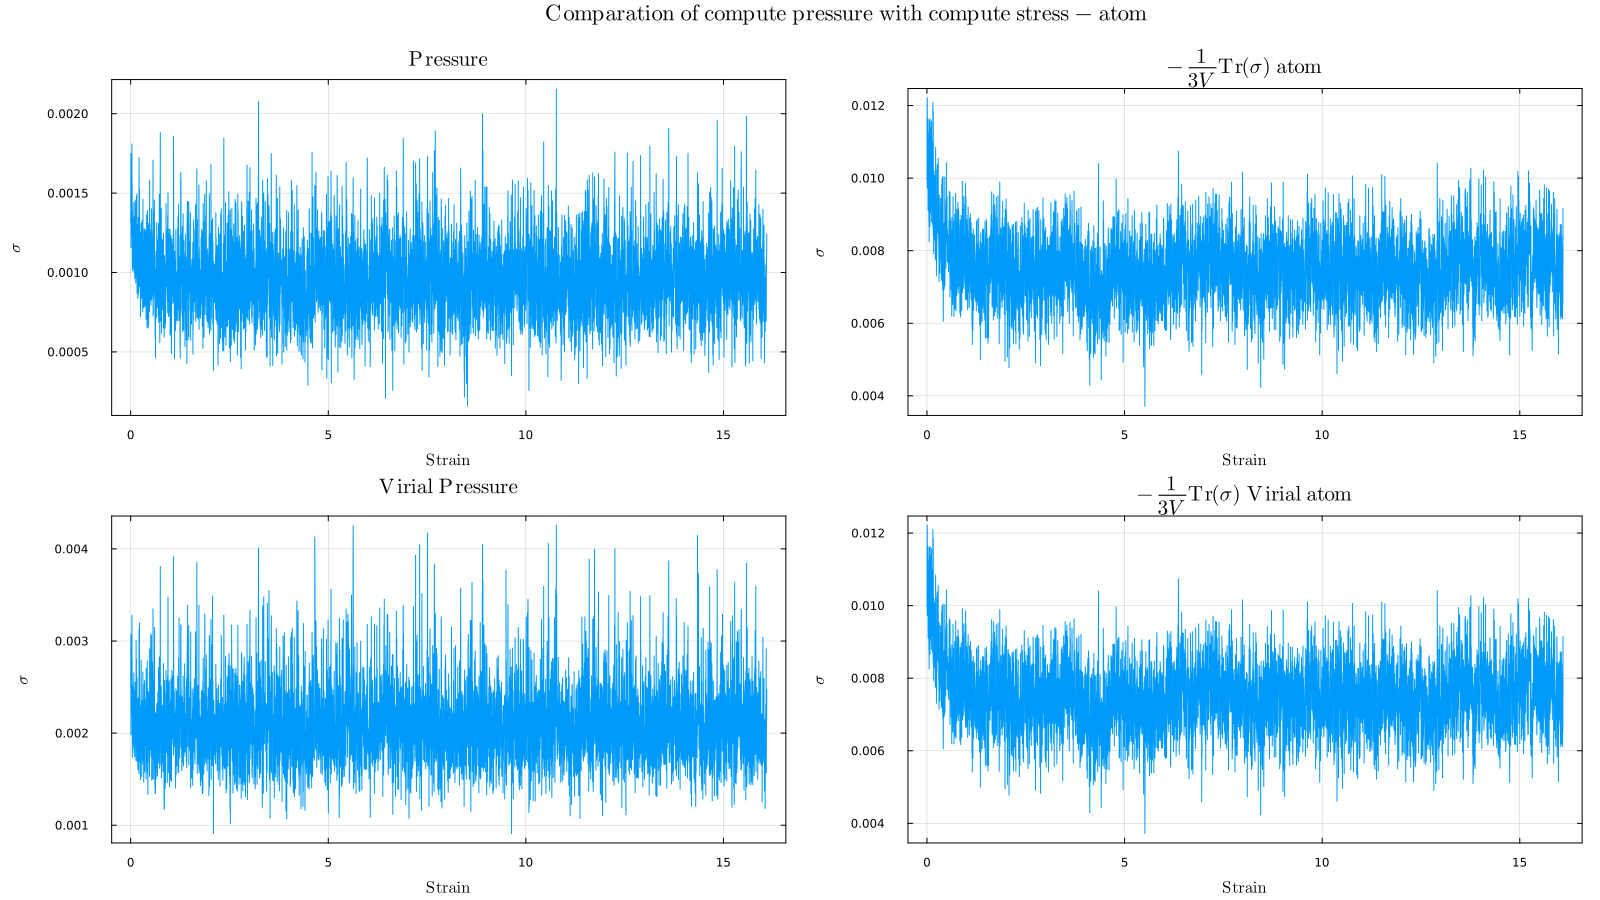 Comparation of compute pressure with compute stress − atom
Pressure
0.0020
0.0015
0.0010
0.0005
σ
0 5 10 15
Strain
−1/3V Tr(σ) atom
0.012
0.010
0.008
0.006
0.004
σ
0 5 10 15
Strain
Virial Pressure
0.004
0.003
0.002
0.001
σ
0 5 10 15
Strain
−1/3V Tr(σ) Virial atom
0.012
0.010
0.008
0.006
0.004
σ
0 5 10 15
Strain